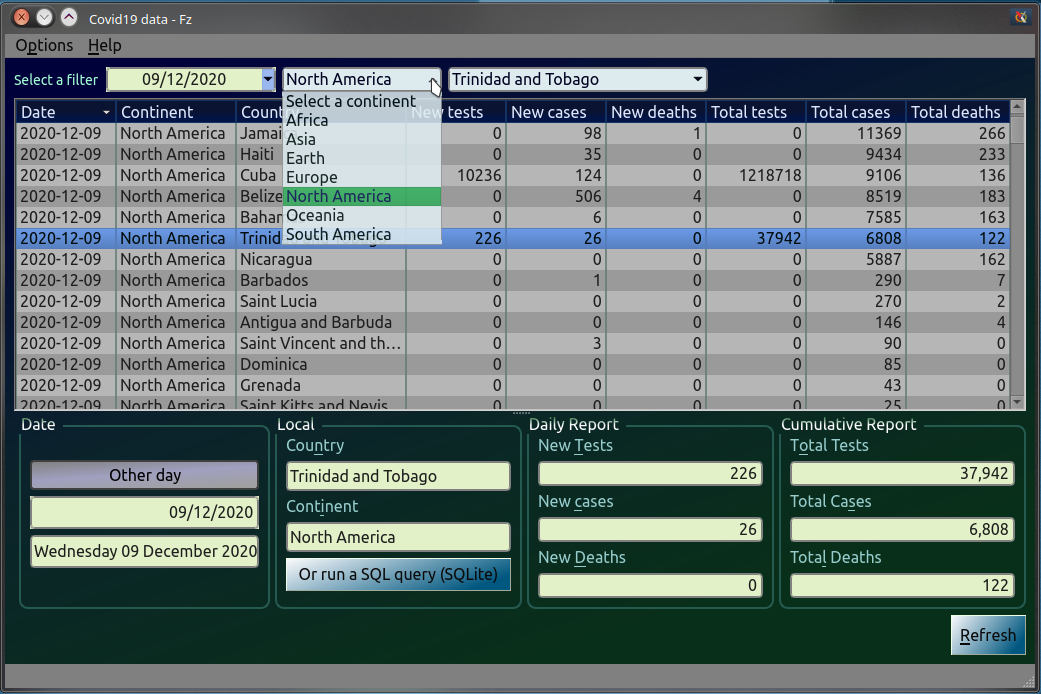 Covid19 data - Fz
Options Help
Select a filter 09/12/2020 North America Trinidad and Tobago
Select a continent
Africa
Asia
Earth
Europe
North America
Oceania
South America
Date Continent Coun New tests New cases New deaths Total tests Total cases Total deaths
2020-12-09 North America Jamai 0 98 1 0 11369 266
2020-12-09 North America Haiti 0 35 0 0 9434 233
2020-12-09 North America Cuba 10236 124 0 1218718 9106 136
2020-12-09 North America Belize 0 506 4 0 8519 183
2020-12-09 North America Baham 0 6 0 0 7585 163
2020-12-09 North America Trinid 226 26 0 37942 6808 122
2020-12-09 North America Nicaragua 0 0 0 0 5887 162
2020-12-09 North America Barbados 0 1 0 0 290 7
2020-12-09 North America Saint Lucia 0 0 0 0 270 2
2020-12-09 North America Antigua and Barbuda 0 0 0 0 146 4
2020-12-09 North America Saint Vincent and th... 0 3 0 0 90 0
2020-12-09 North America Dominica 0 0 0 0 85 0
2020-12-09 North America Grenada 0 0 0 0 43 0
2020-12-09 North America Saint Kitts and Nevis 0 0 0 0 25 0
Date
Other day
09/12/2020
Wednesday 09 December 2020
Local
Country
Trinidad and Tobago
Continent
North America
Or run a SQL query (SQLite)
Daily Report
New Tests
226
New cases
26
New Deaths
0
Cumulative Report
Total Tests
37,942
Total Cases
6,808
Total Deaths
122
Refresh